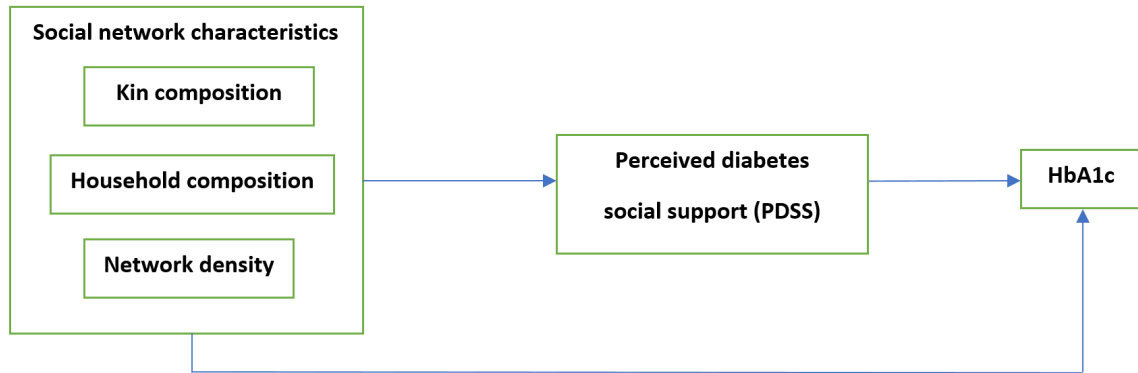 Social network characteristics
Kin composition
Household composition
Network density
Perceived diabetes
social support (PDSS)
HbA1c